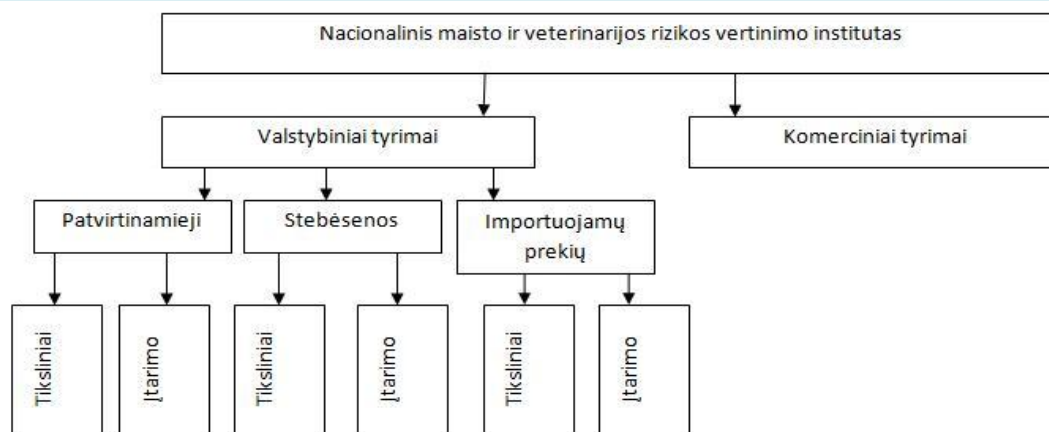 Nacionalinis maisto ir veterinarijos rizikos vertinimo institutas
Valstybiniai tyrimai
Komerciniai tyrimai
Patvirtinamieji
Stebėsenos
Importuojamų
prekių
Tiksliniai
Įtarimo
Tiksliniai
Įtarimo
Tiksliniai
Įtarimo